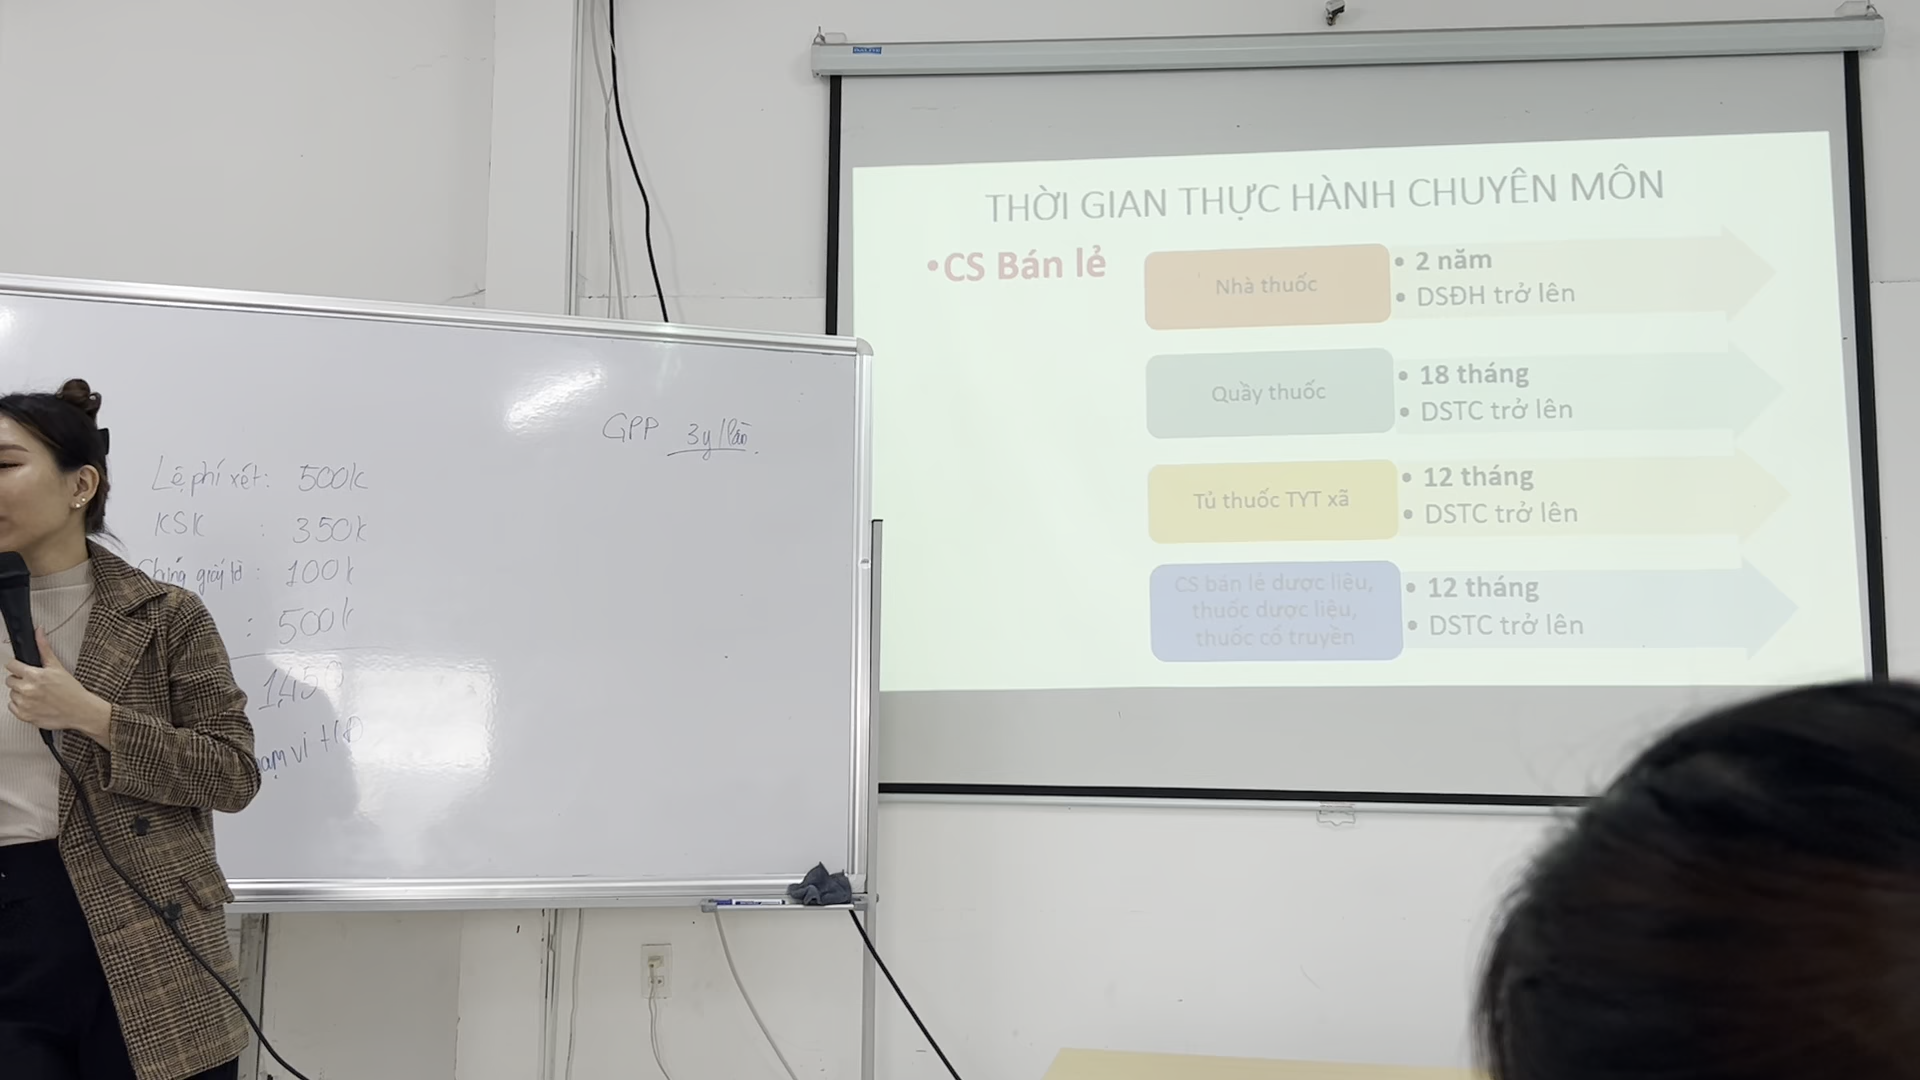 THỜI GIAN THỰC HÀNH CHUYÊN MÔN
•CS Bán lẻ
Nhà thuốc
• 2 năm
• DSĐH trở lên
Quầy thuốc
• 18 tháng
• DSTC trở lên
Tủ thuốc TYT xã
• 12 tháng
• DSTC trở lên
CS bán lẻ dược liệu,
thuốc dược liệu,
thuốc cổ truyền
• 12 tháng
• DSTC trở lên
GPP 3y/lần.
Lệ phí xét: 500k
KSK : 350k
giấy tờ : 100k
: 500k
1,450
vi